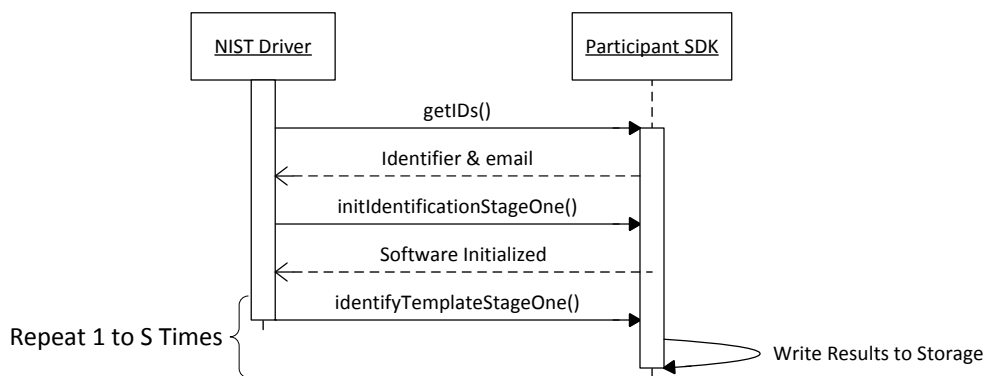 NIST Driver
Participant SDK
getIDs()
Identifier & email
initIdentificationStageOne()
Software Initialized
identifyTemplateStageOne()
Repeat 1 to S Times
Write Results to Storage